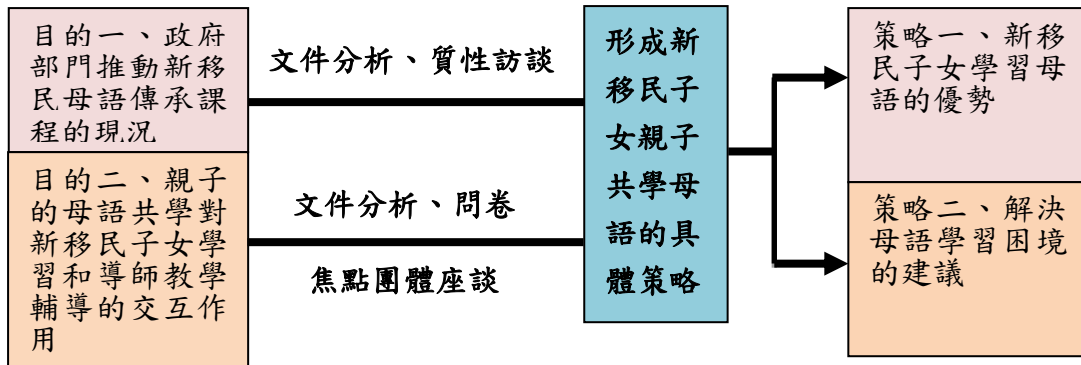 目的一、政府
部門推動新移
民母語傳承課
程的現況
目的二、親子
的母語共學對
新移民子女學
習和導師教學
輔導的交互作
用
文件分析、質性訪談
文件分析、問卷
焦點團體座談
形成新
移民子
女親子
共學母
語的具
體策略
策略一、新移
民子女學習母
語的優勢
策略二、解決
母語學習困境
的建議